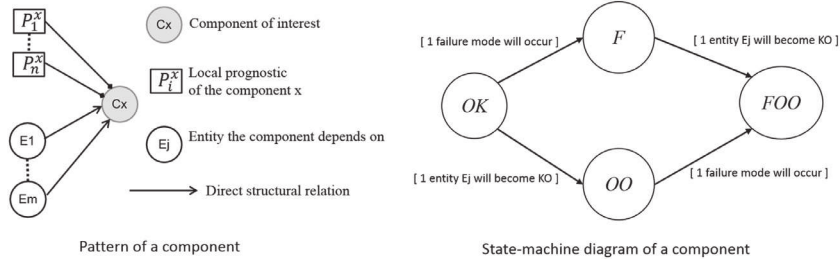 P₁ˣ
Pₙˣ
E1
Em
Cx
Cx
Component of interest
Pᵢˣ
Local prognostic
of the component x
Ej
Entity the component depends on
Direct structural relation
Pattern of a component
[ 1 failure mode will occur ]
F
[ 1 entity Ej will become KO ]
OK
FOO
[ 1 entity Ej will become KO ]
OO
[ 1 failure mode will occur ]
State-machine diagram of a component